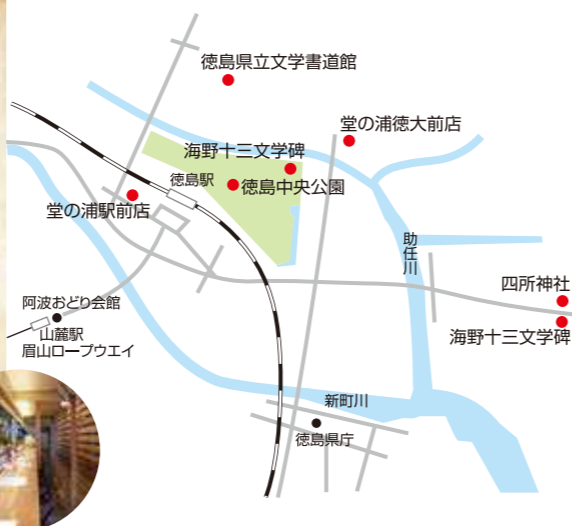 徳島県立文学書道館
堂の浦徳大前店
海野十三文学碑
徳島駅
徳島中央公園
堂の浦駅前店
助任川
四所神社
阿波おどり会館
海野十三文学碑
山麓駅
眉山ロープウエイ
新町川
徳島県庁